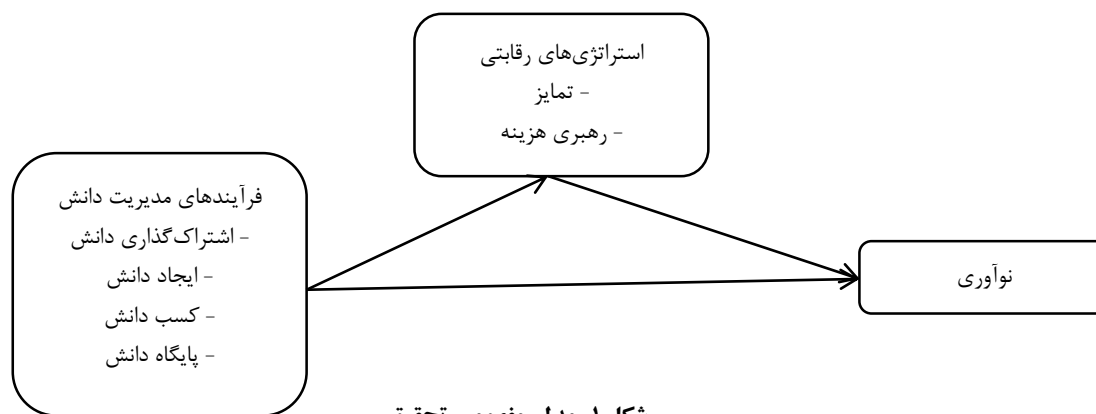 استراتژی‌های رقابتی
- تمایز
- رهبری هزینه
فرآیندهای مدیریت دانش
- اشتراک‌گذاری دانش
- ایجاد دانش
- کسب دانش
- پایگاه دانش
نوآوری